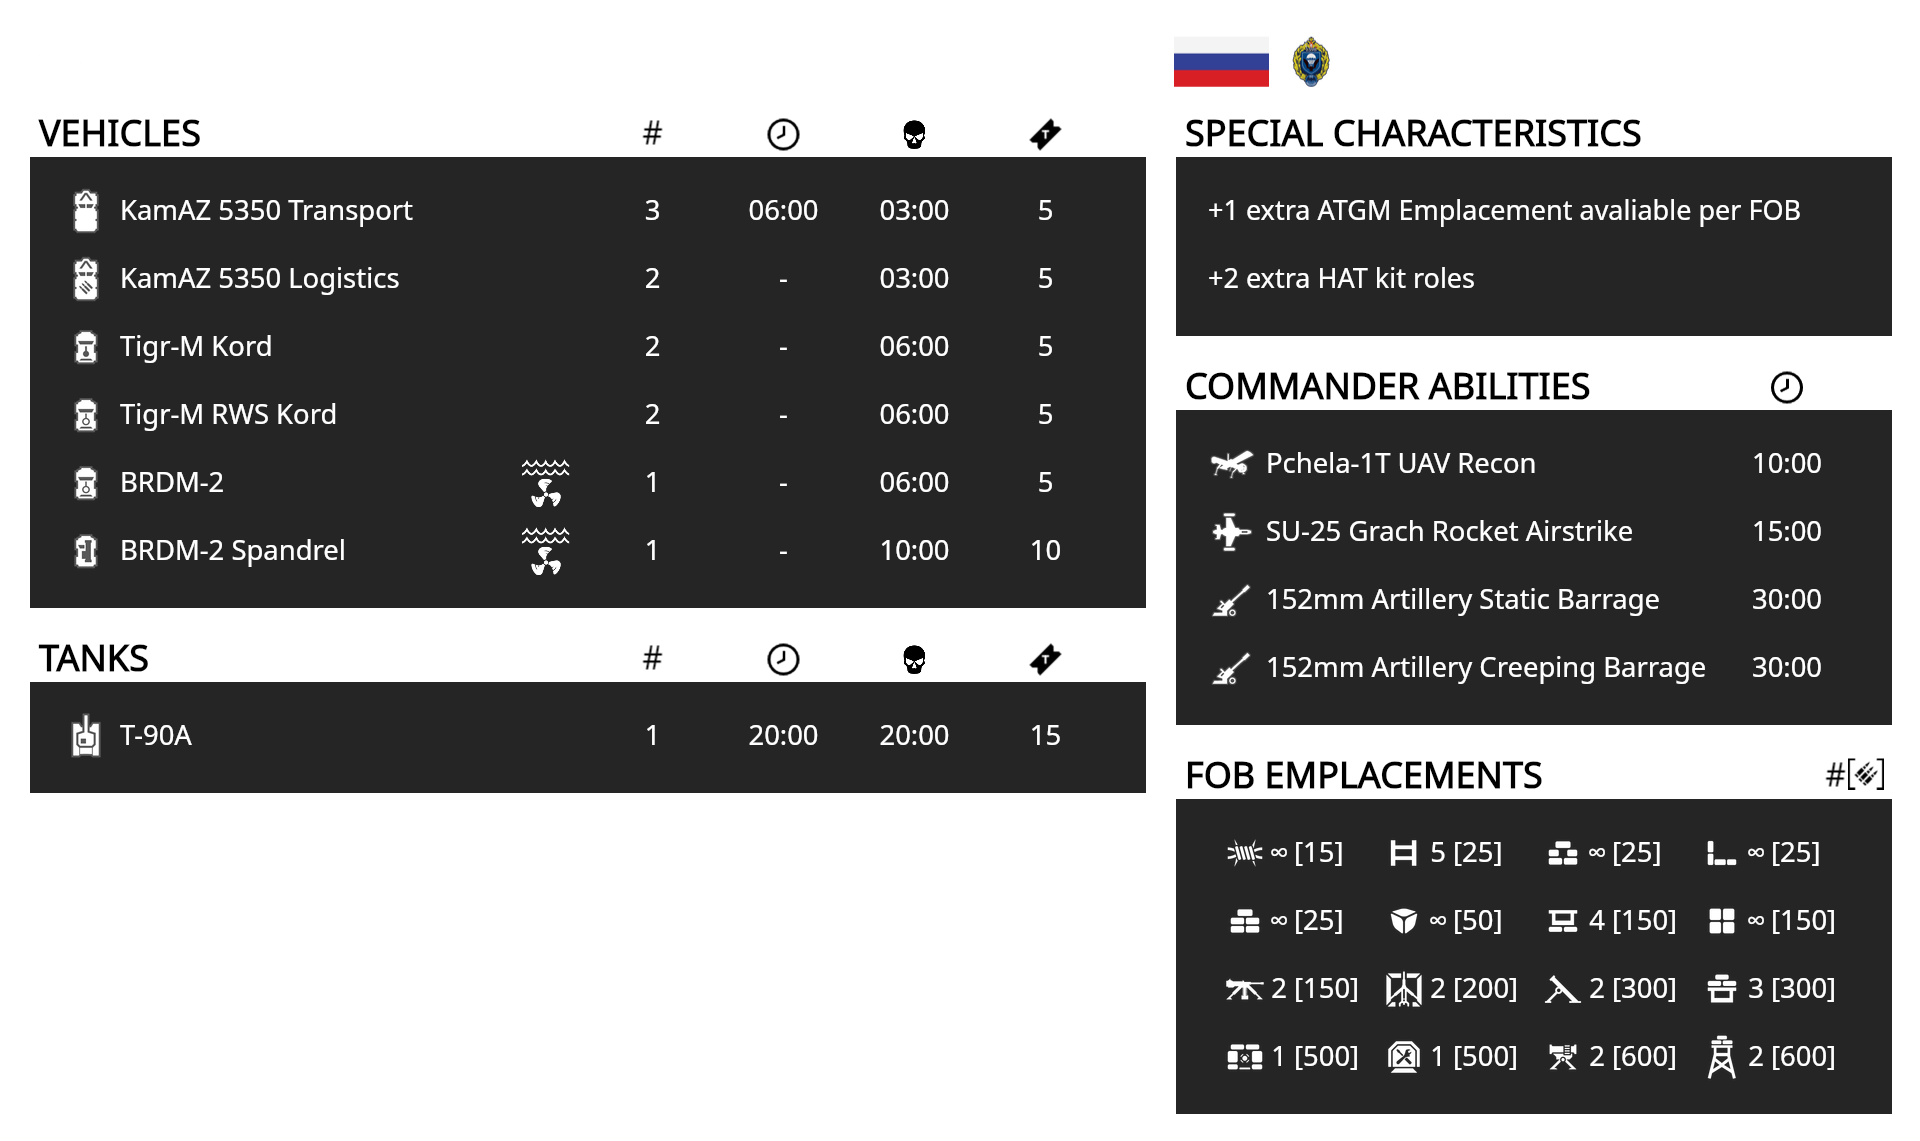 VEHICLES #
KamAZ 5350 Transport 3 06:00 03:00 5
KamAZ 5350 Logistics 2 - 03:00 5
Tigr-M Kord 2 - 06:00 5
Tigr-M RWS Kord 2 - 06:00 5
BRDM-2 1 - 06:00 5
BRDM-2 Spandrel 1 - 10:00 10
TANKS #
T-90A 1 20:00 20:00 15
SPECIAL CHARACTERISTICS
+1 extra ATGM Emplacement avaliable per FOB
+2 extra HAT kit roles
COMMANDER ABILITIES
Pchela-1T UAV Recon 10:00
SU-25 Grach Rocket Airstrike 15:00
152mm Artillery Static Barrage 30:00
152mm Artillery Creeping Barrage 30:00
FOB EMPLACEMENTS #[]
∞ [15] 5 [25] ∞ [25] ∞ [25]
∞ [25] ∞ [50] 4 [150] ∞ [150]
2 [150] 2 [200] 2 [300] 3 [300]
1 [500] 1 [500] 2 [600] 2 [600]